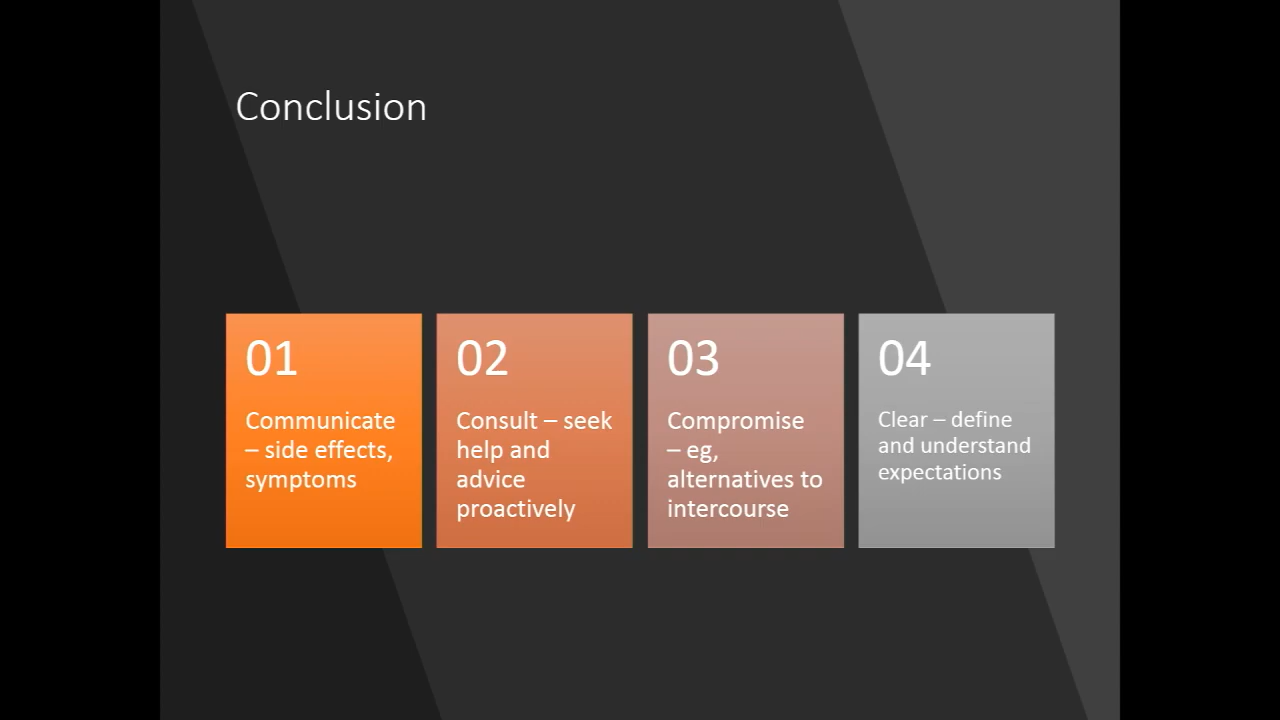 Conclusion
01
Communicate
– side effects,
symptoms
02
Consult – seek
help and
advice
proactively
03
Compromise
– eg,
alternatives to
intercourse
04
Clear – define
and understand
expectations